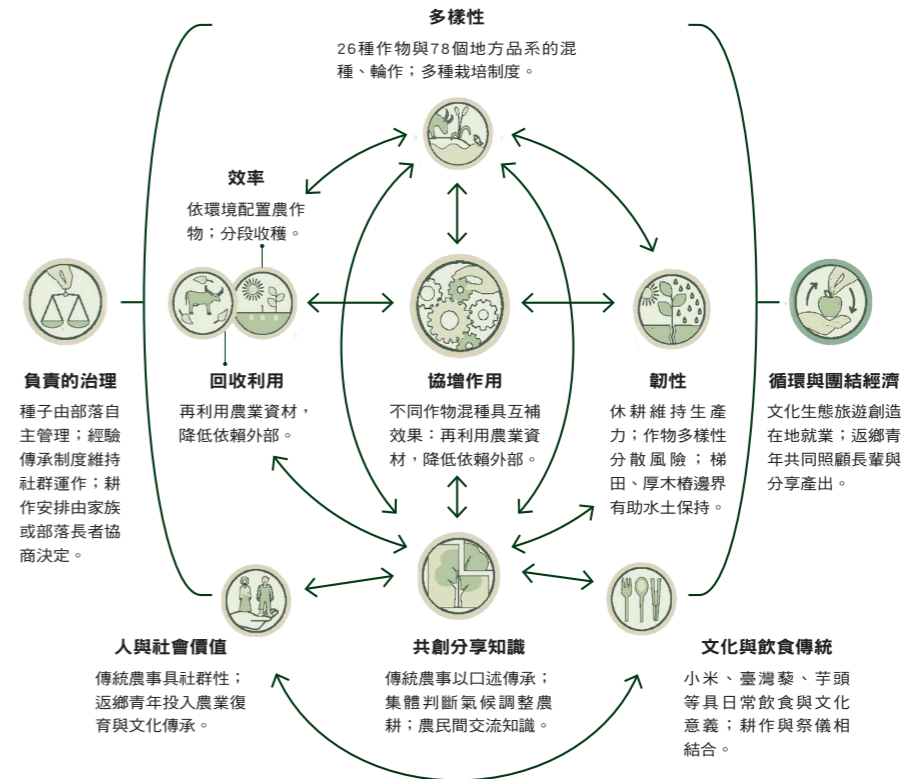 多樣性
26種作物與78個地方品系的混
種、輪作；多種栽培制度。
效率
依環境配置農作
物；分段收穫。
負責的治理
種子由部落自
主管理；經驗
傳承制度維持
社群運作；耕
作安排由家族
或部落長者協
商決定。
回收利用
再利用農業資材，
降低依賴外部。
協增作用
不同作物混種具互補
效果：再利用農業資
材，降低依賴外部。
韌性
休耕維持生產
力；作物多樣性
分散風險；梯
田、厚木樁邊界
有助水土保持。
循環與團結經濟
文化生態旅遊創造
在地就業；返鄉青
年共同照顧長輩與
分享產出。
人與社會價值
傳統農事具社群性；
返鄉青年投入農業復
育與文化傳承。
共創分享知識
傳統農事以口述傳承；
集體判斷氣候調整農
耕；農民間交流知識。
文化與飲食傳統
小米、臺灣藜、芋頭
等具日常飲食與文化
意義；耕作與祭儀相
結合。